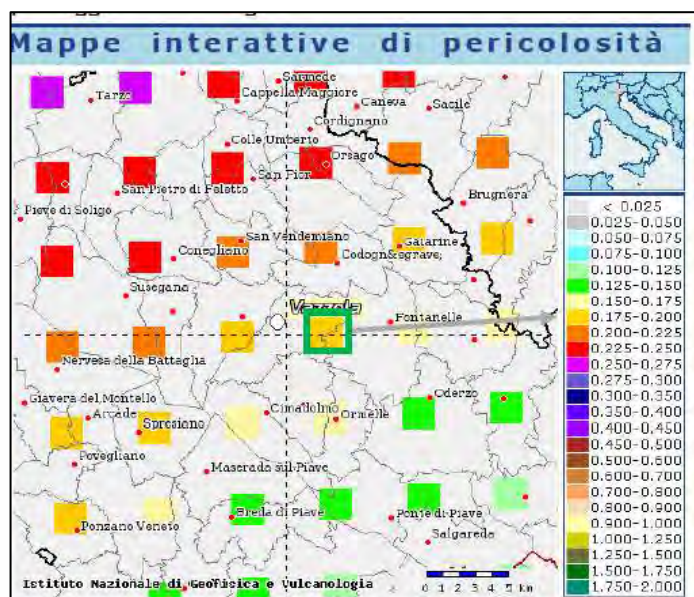 Mappe interattive di pericolosità
Sarmede
Tarzo
Cappella Maggiore
Caneva
Sacile
Cordignano
Colle Umberto
Orsago
San Fior
San Pietro di Feletto
Brugnera
Pieve di Soligo
San Vendemiano
Gaiarine
Conegliano
Codogn&egrave;
Susegana
Vazzola
Fontanelle
Nervesa della Battaglia
Giavera del Montello
Arcade
Cimadolmo
Ormelle
Oderzo
Spresiano
Povegliano
Maserada sul Piave
Breda di Piave
Ponte di Piave
Ponzano Veneto
Salgareda
Istituto Nazionale di Geofisica e Vulcanologia
0 1 2 3 4 5 km
< 0.025
0.025-0.050
0.050-0.075
0.075-0.100
0.100-0.125
0.125-0.150
0.150-0.175
0.175-0.200
0.200-0.225
0.225-0.250
0.250-0.275
0.275-0.300
0.300-0.350
0.350-0.400
0.400-0.450
0.450-0.500
0.500-0.600
0.600-0.700
0.700-0.800
0.800-0.900
0.900-1.000
1.000-1.250
1.250-1.500
1.500-1.750
1.750-2.000